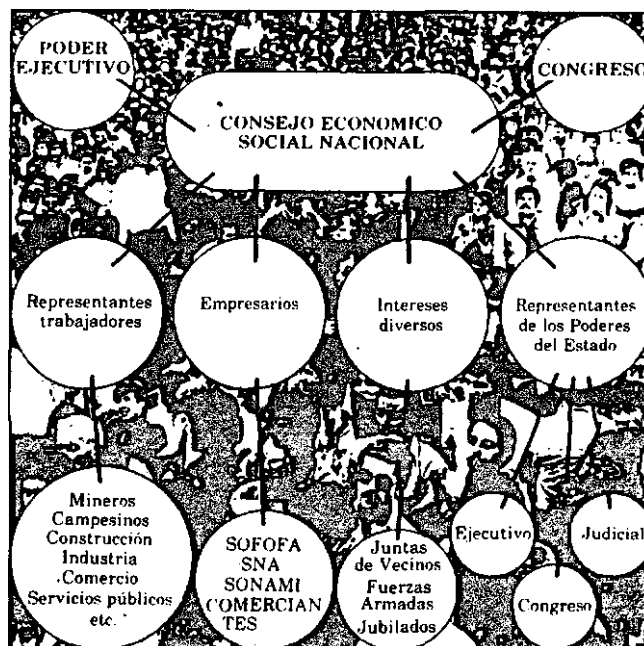 PODER
EJECUTIVO
CONGRESO
CONSEJO ECONOMICO
SOCIAL NACIONAL
Representantes
trabajadores
Empresarios
Intereses
diversos
Representantes
de los Poderes
del Estado
Mineros
Campesinos
Construcción
Industria
Comercio
Servicios públicos
etc.
SOFOFA
SNA
SONAMI
COMERCIAN
TES
Juntas
de Vecinos
Fuerzas
Armadas
Jubilados
Ejecutivo
Judicial
Congreso